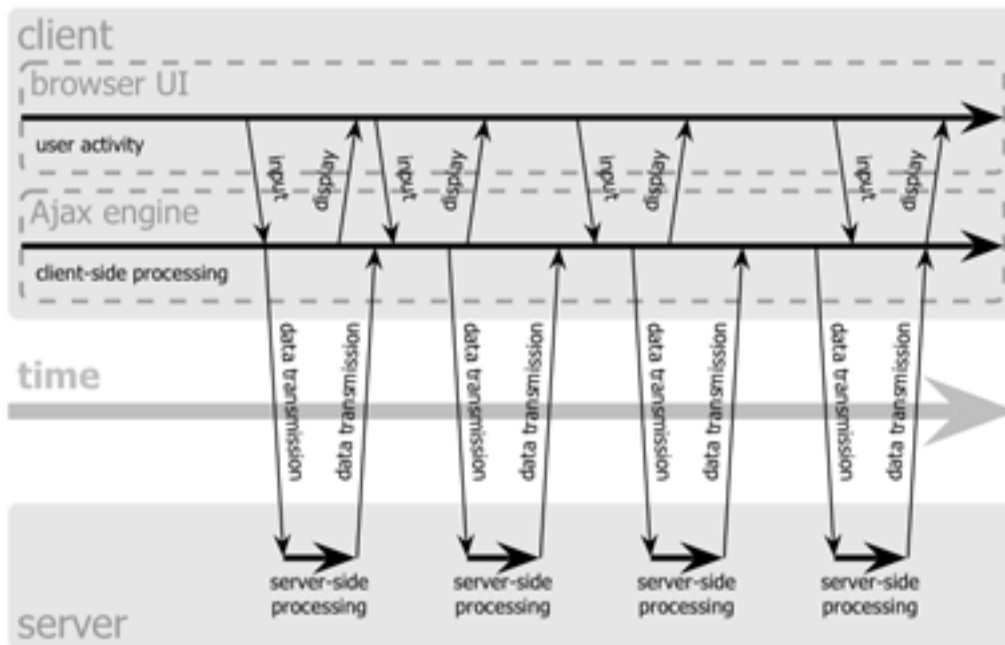 client
browser UI
user activity
input
display
input
display
input
display
input
display
Ajax engine
client-side processing
data transmission
data transmission
data transmission
data transmission
data transmission
data transmission
data transmission
data transmission
time
server-side
processing
server-side
processing
server-side
processing
server-side
processing
server